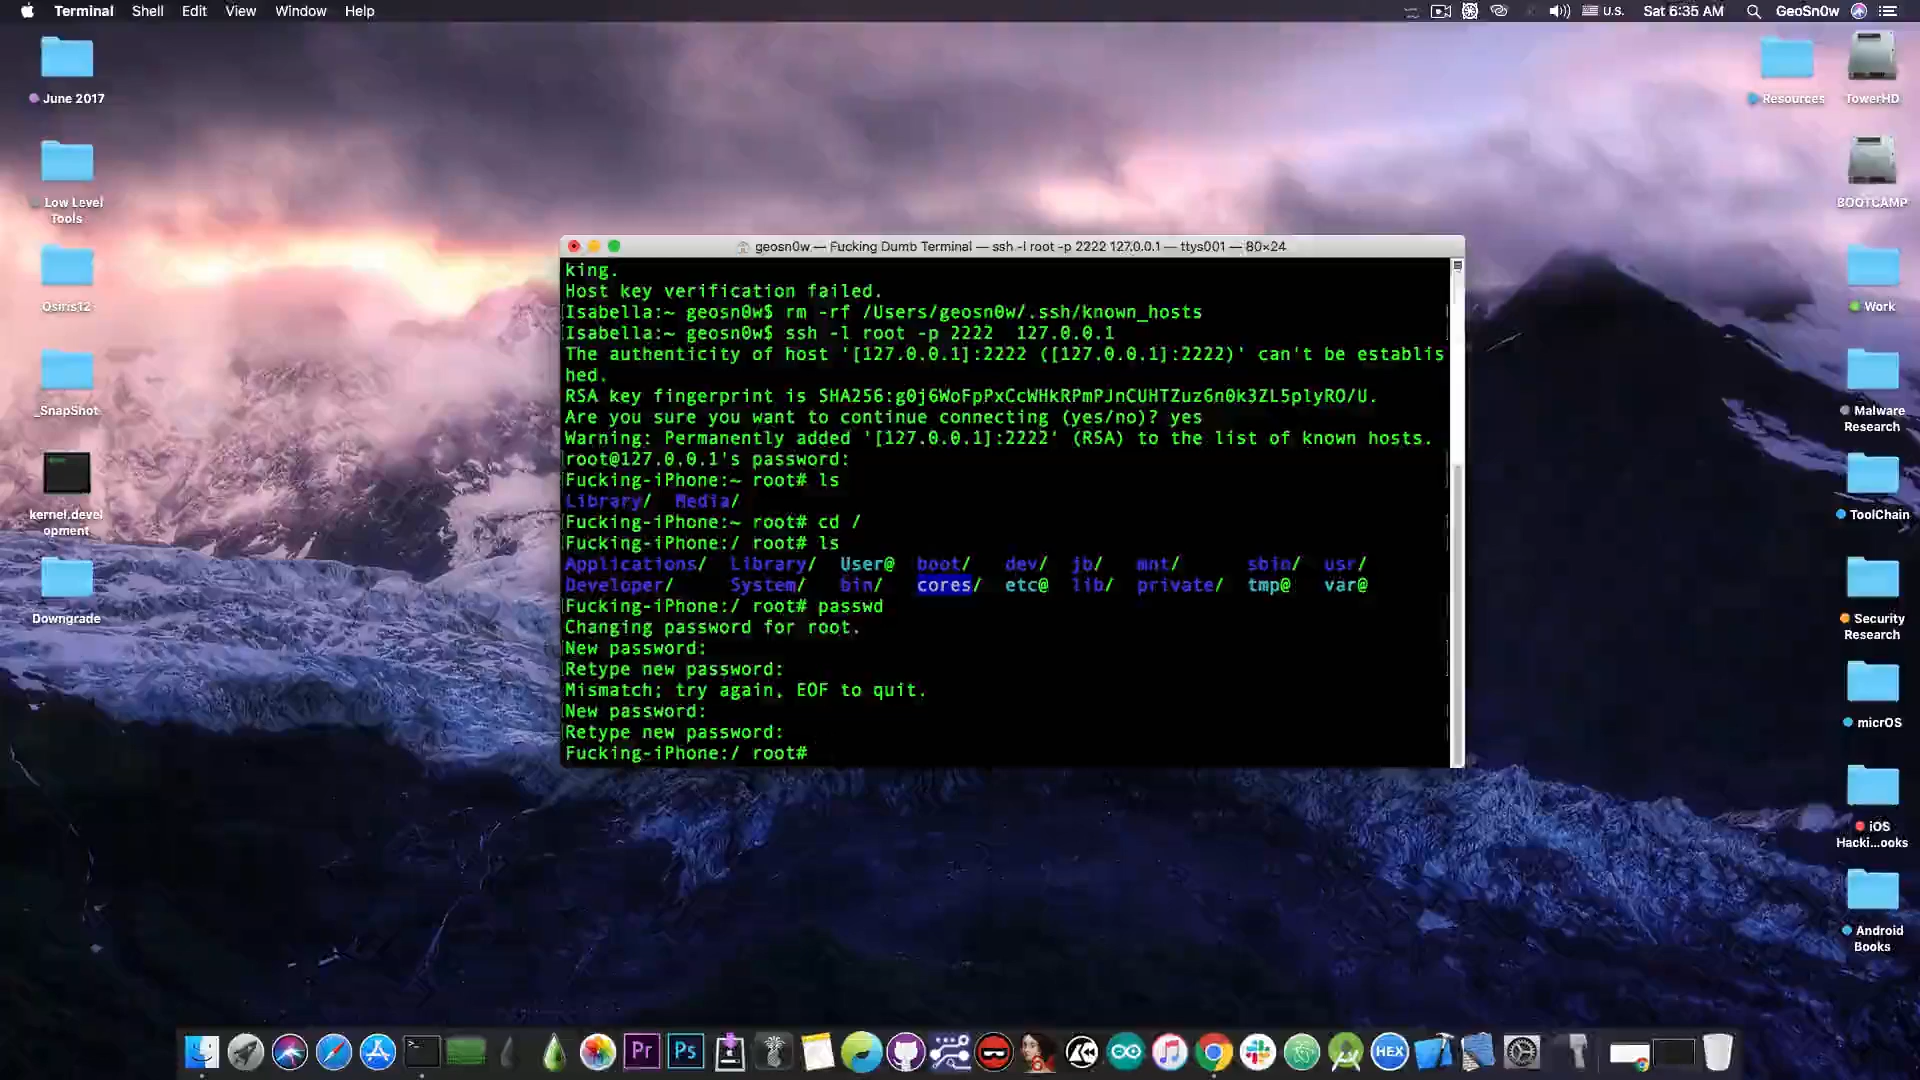 Terminal Shell Edit View Window Help
U.S. Sat 6:35 AM GeoSn0w
June 2017
Low Level
Tools
Osiris12
_SnapShot
kernel.devel
opment
Downgrade
geosn0w — Fucking Dumb Terminal — ssh -l root -p 2222 127.0.0.1 — ttys001 — 80×24
king.
Host key verification failed.
Isabella:~ geosn0w$ rm -rf /Users/geosn0w/.ssh/known_hosts
Isabella:~ geosn0w$ ssh -l root -p 2222  127.0.0.1
The authenticity of host '[127.0.0.1]:2222 ([127.0.0.1]:2222)' can't be establis
hed.
RSA key fingerprint is SHA256:g0j6WoFpPxCcWHkRPmPJnCUHTZuz6n0k3ZL5plyRO/U.
Are you sure you want to continue connecting (yes/no)? yes
Warning: Permanently added '[127.0.0.1]:2222' (RSA) to the list of known hosts.
root@127.0.0.1's password:
Fucking-iPhone:~ root# ls
Library/ Media/
Fucking-iPhone:~ root# cd /
Fucking-iPhone:/ root# ls
Applications/ Library/ User@ boot/ dev/ jb/ mnt/ sbin/ usr/
Developer/ System/ bin/ cores/ etc@ lib/ private/ tmp@ var@
Fucking-iPhone:/ root# passwd
Changing password for root.
New password:
Retype new password:
Mismatch; try again, EOF to quit.
New password:
Retype new password:
Fucking-iPhone:/ root#
Resources
TowerHD
BOOTCAMP
Work
Malware
Research
ToolChain
Security
Research
micrOS
iOS
Hacki...ooks
Android
Books
Pr
Ps
HEX